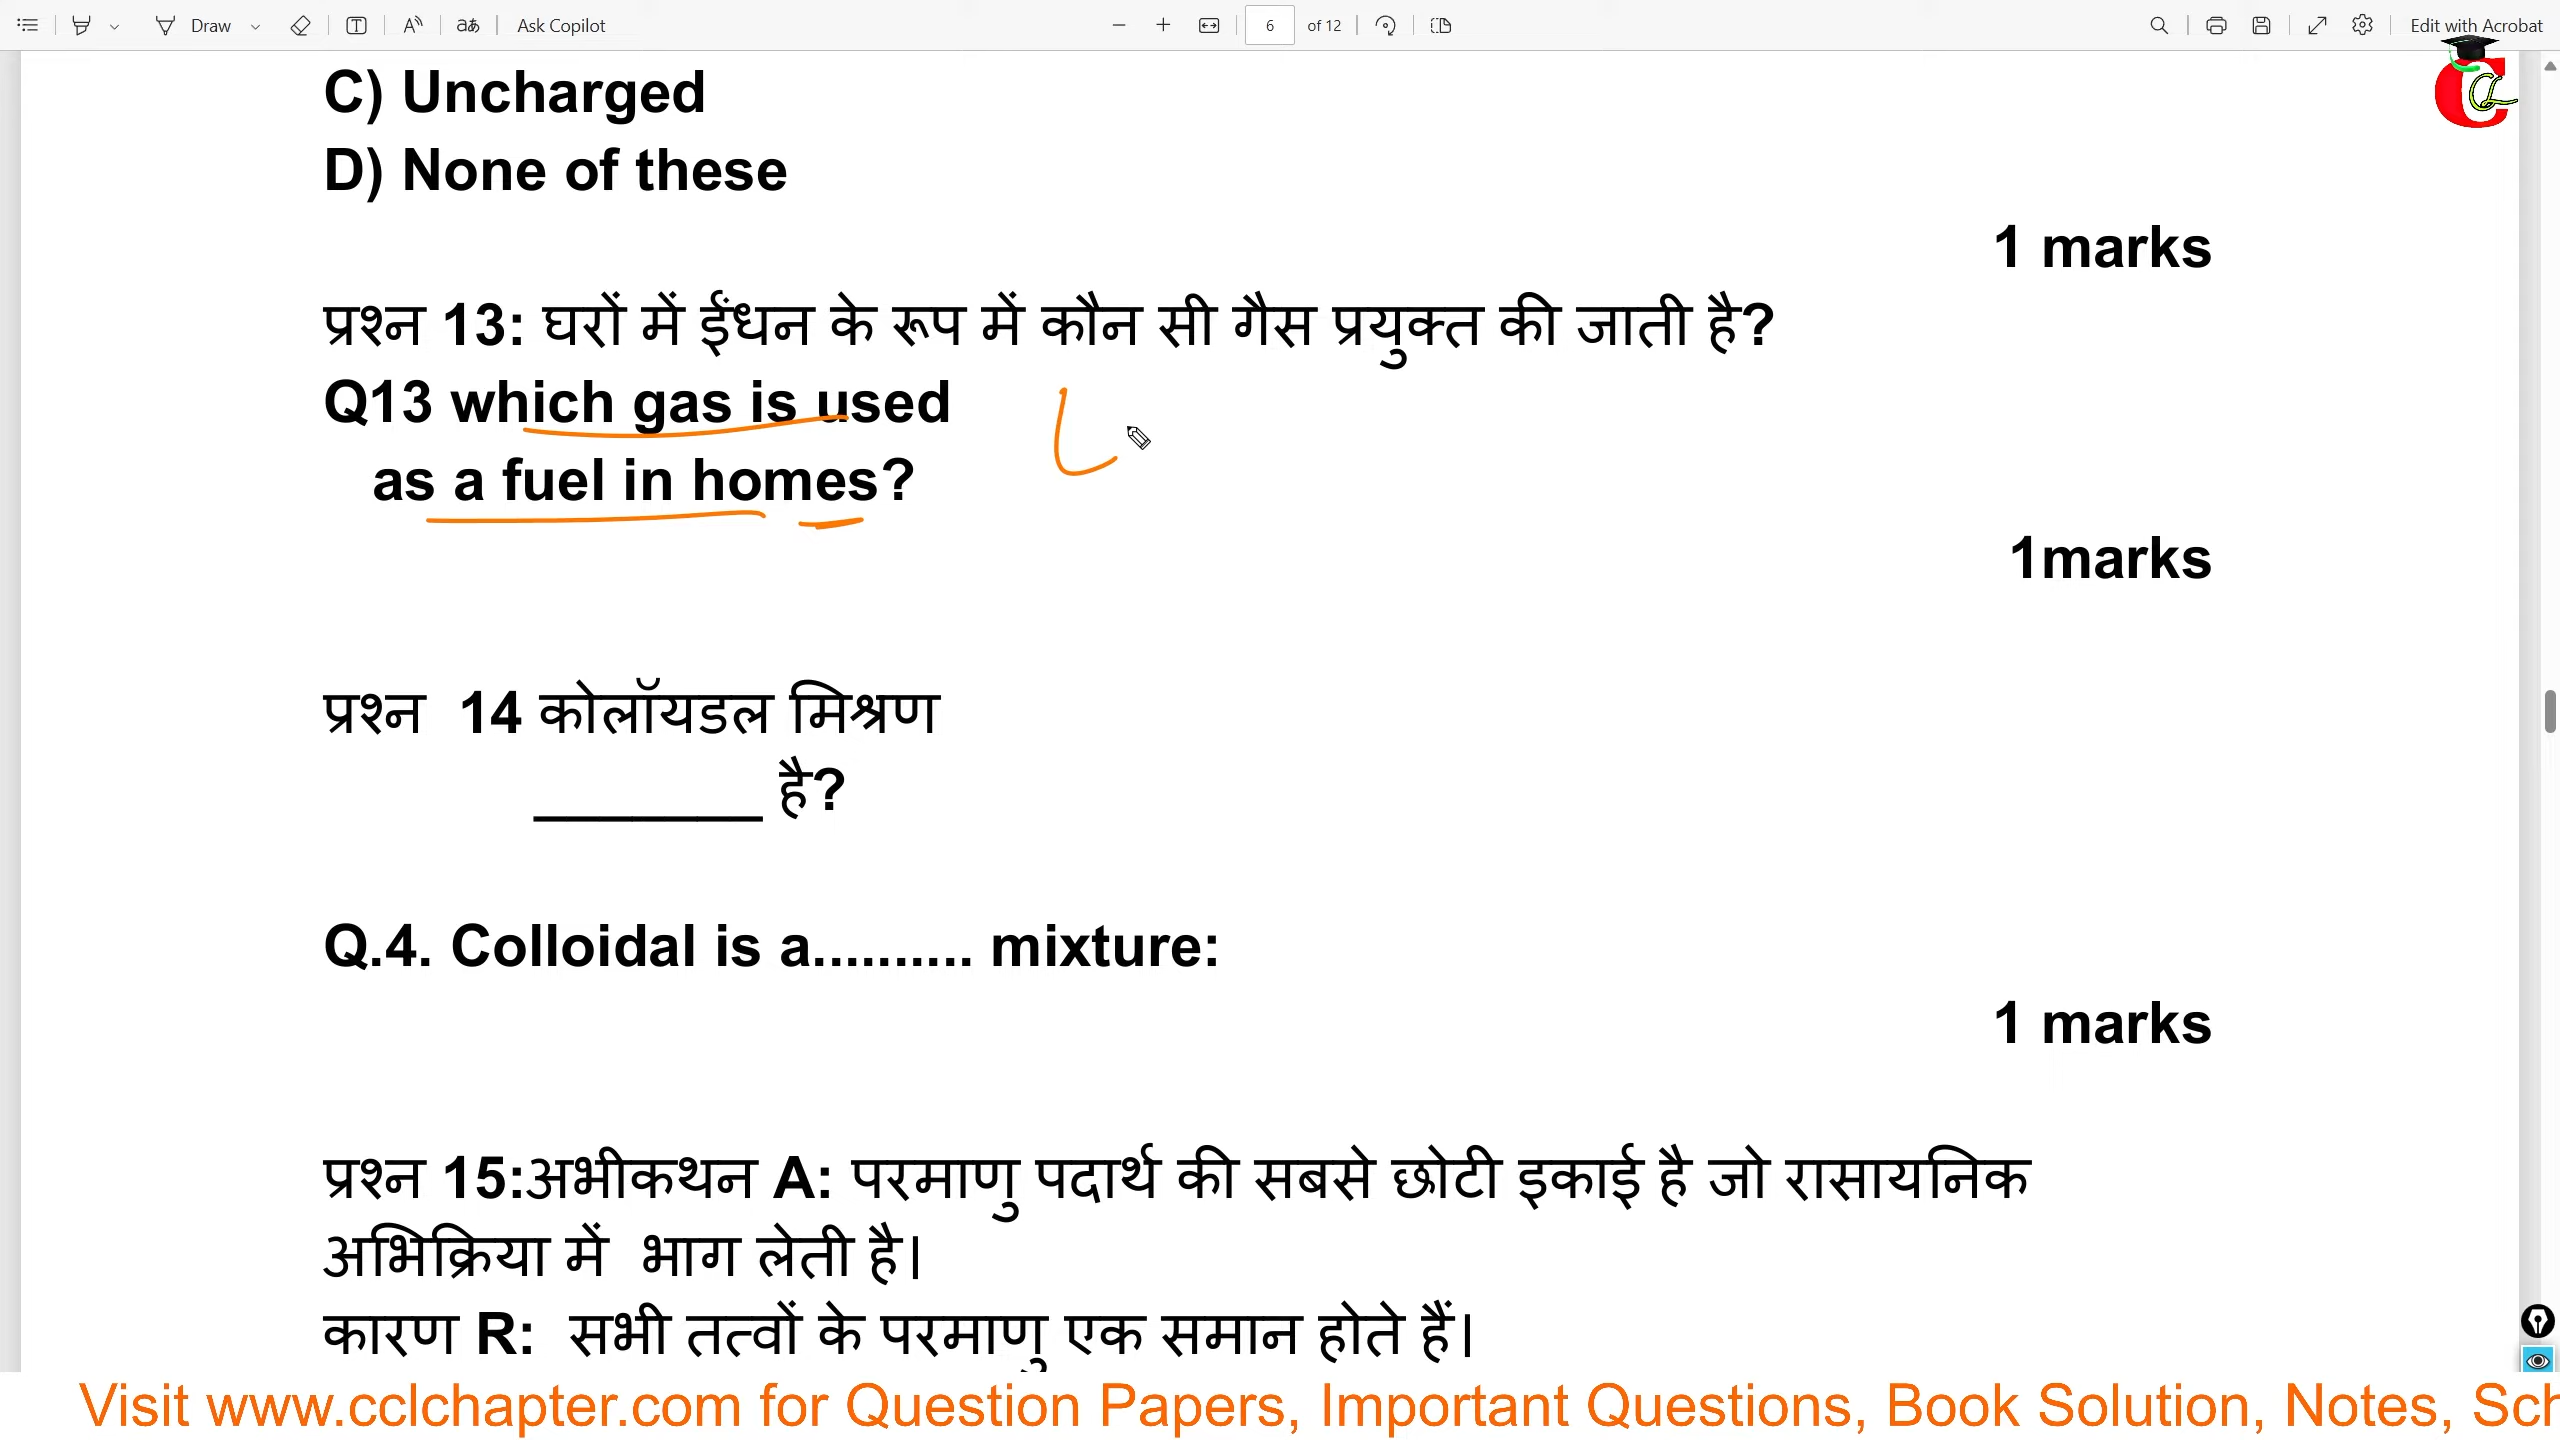 Draw
Ask Copilot
6 of 12
Edit with Acrobat
C) Uncharged
D) None of these
1 marks
प्रश्न 13: घरों में ईंधन के रूप में कौन सी गैस प्रयुक्त की जाती है?
Q13 which gas is used
L
as a fuel in homes?
1marks
प्रश्न 14 कोलॉयडल मिश्रण
_______ है?
Q.4. Colloidal is a.......... mixture:
1 marks
प्रश्न 15:अभीकथन A: परमाणु पदार्थ की सबसे छोटी इकाई है जो रासायनिक
अभिक्रिया में भाग लेती है।
कारण R: सभी तत्वों के परमाणु एक समान होते हैं।
Visit www.cclchapter.com for Question Papers, Important Questions, Book Solution, Notes,